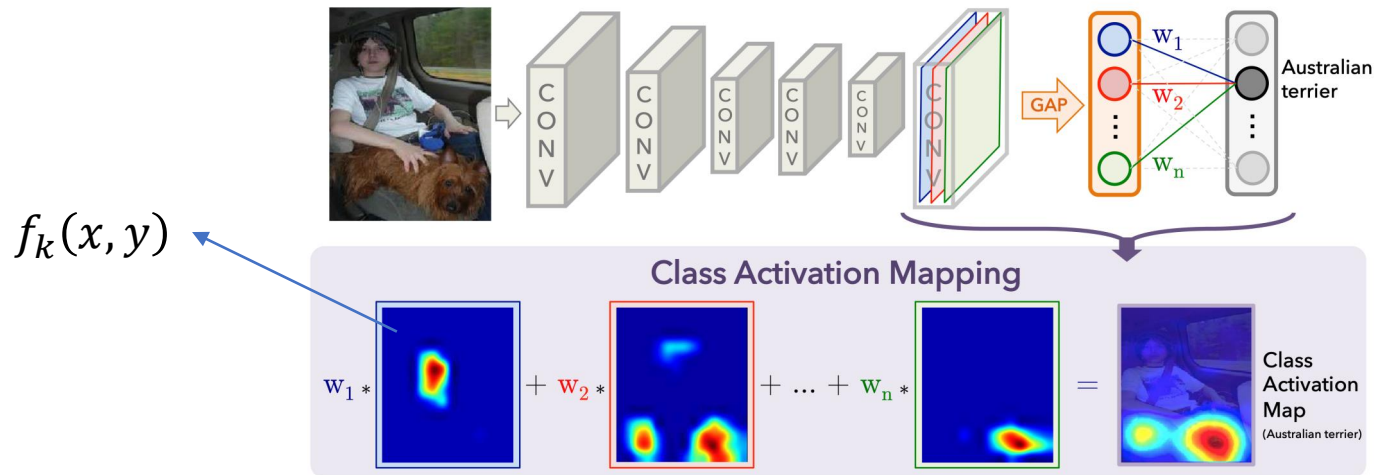 CONV
CONV
CONV
CONV
CONV
CONV
GAP
w₁
w₂
⋮
wₙ
⋮
Australian
terrier
fₖ(x, y)
Class Activation Mapping
w₁ * + w₂ * + ... + wₙ * =
Class
Activation
Map
(Australian terrier)